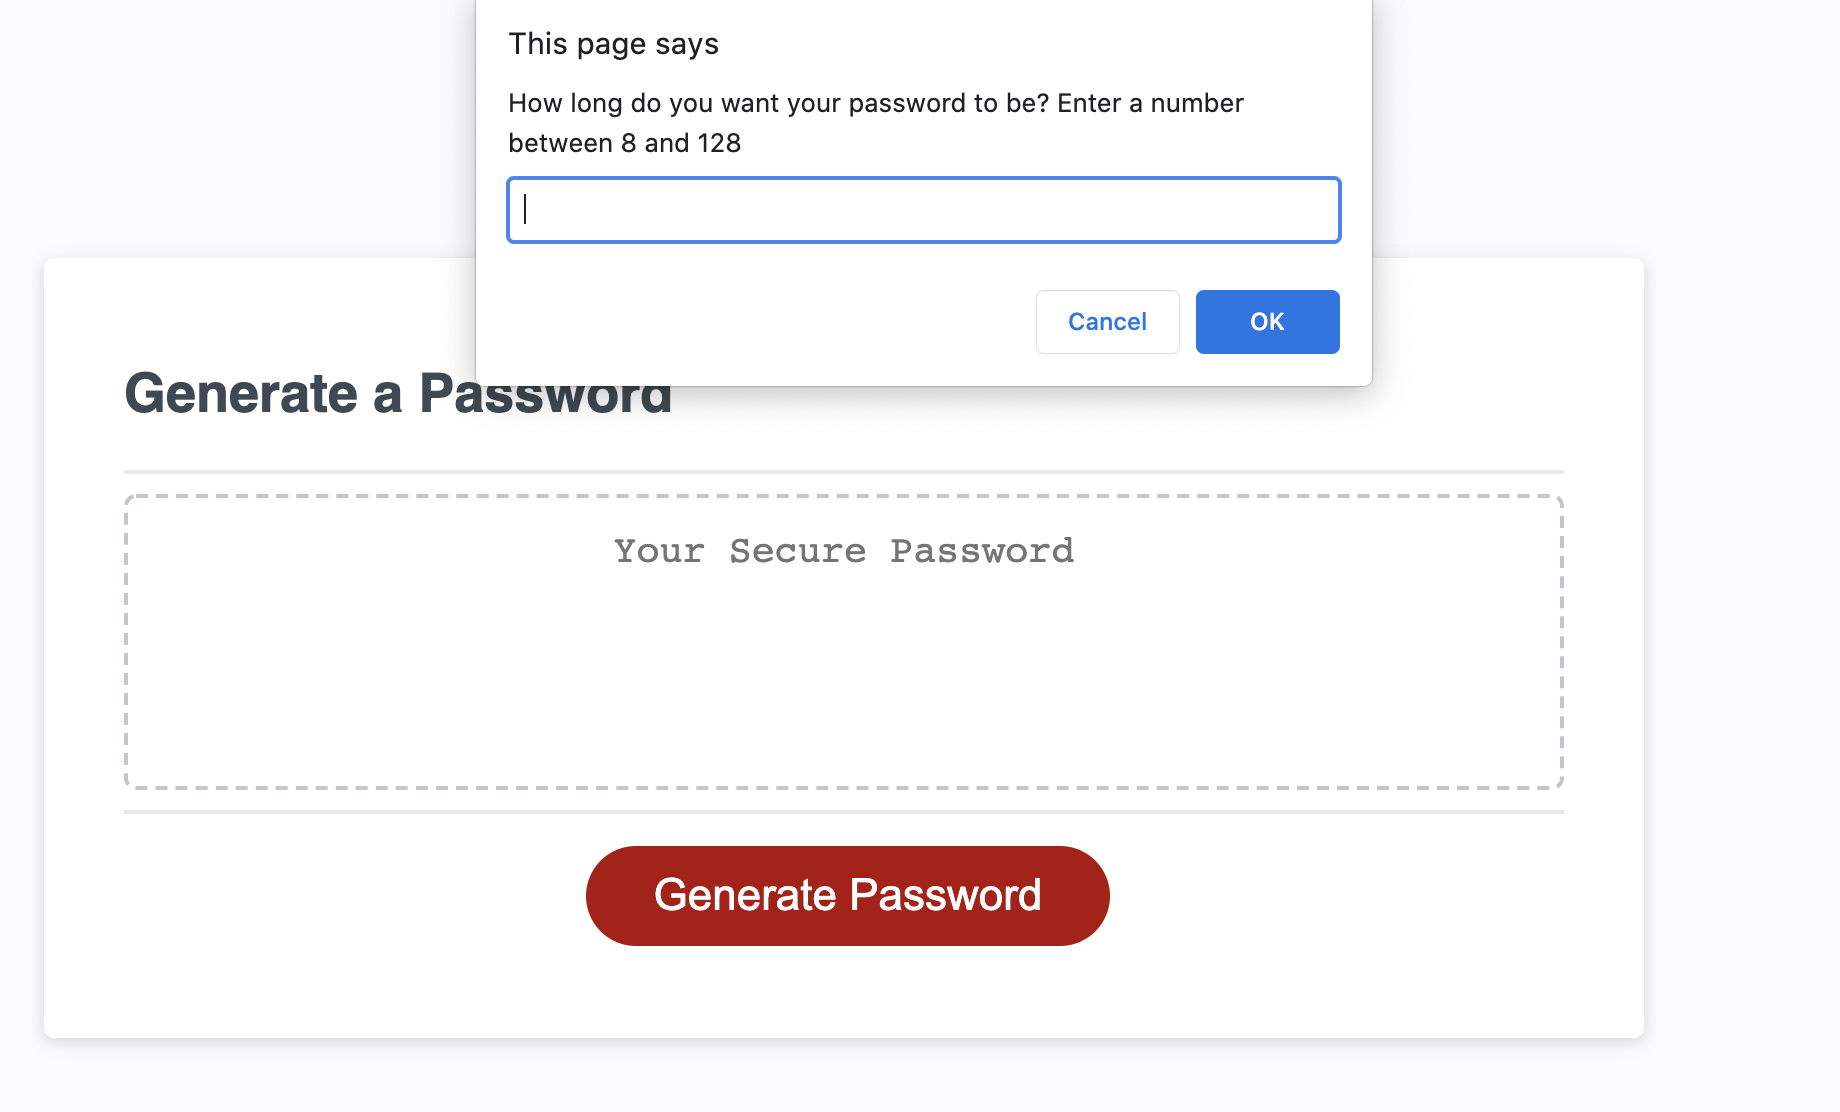 This page says
How long do you want your password to be? Enter a number
between 8 and 128
Cancel
OK
Generate a Password
Your Secure Password
Generate Password